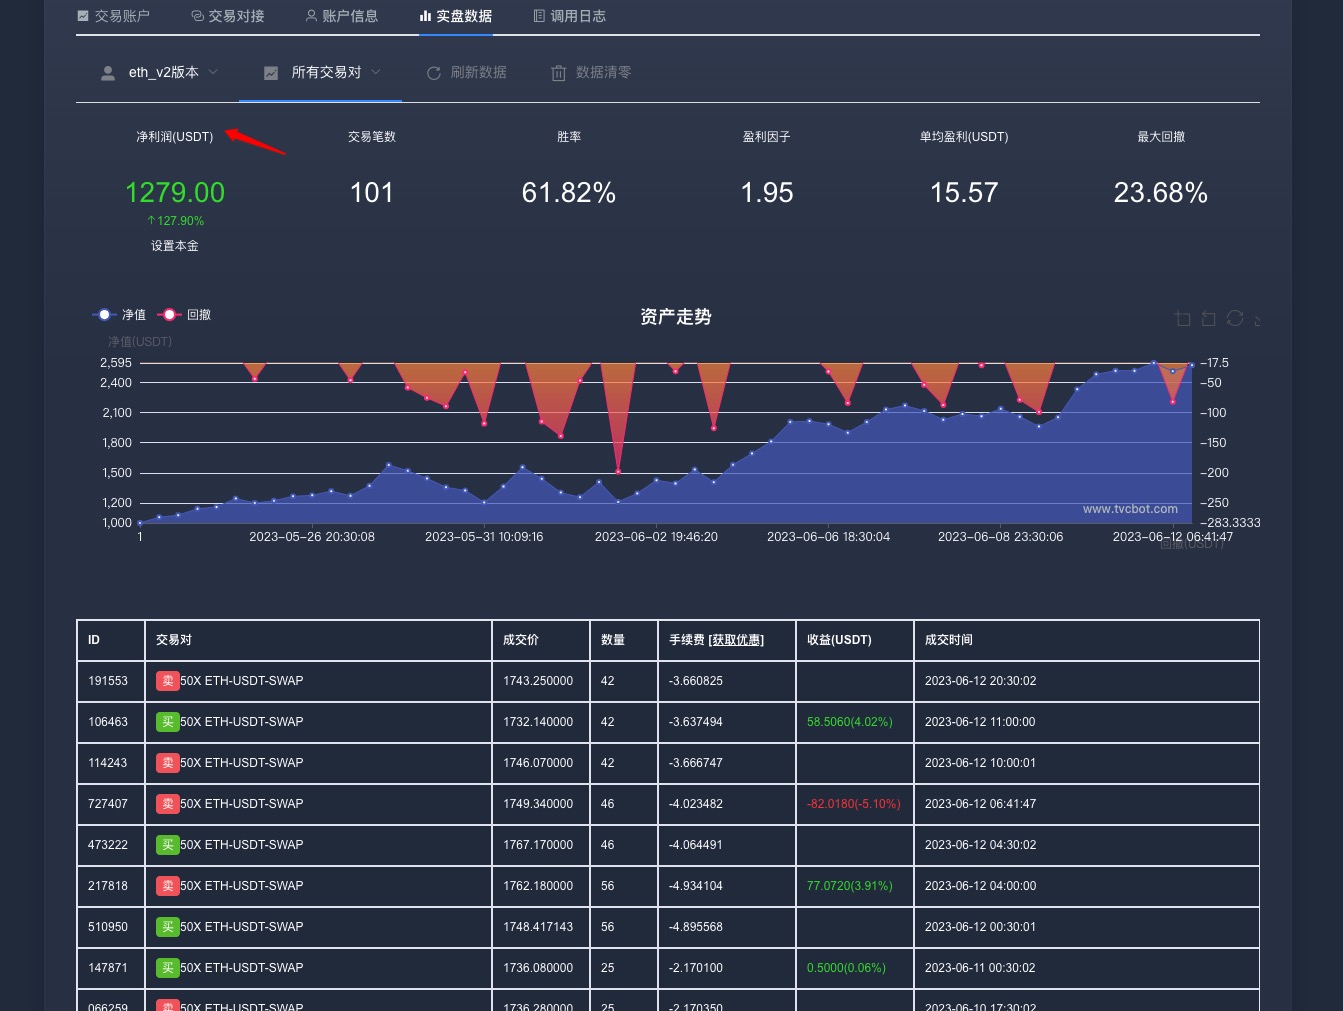 交易账户 交易对接 账户信息 实盘数据 调用日志
eth_v2版本 所有交易对 刷新数据 数据清零
净利润(USDT) 交易笔数 胜率 盈利因子 单均盈利(USDT) 最大回撤
1279.00 101 61.82% 1.95 15.57 23.68%
↑127.90%
设置本金
净值 回撤 资产走势
净值(USDT)
2,595 -17.5
2,400 -50
2,100 -100
1,800 -150
1,500 -200
1,200 -250
www.tvcbot.com
1,000 -283.3333
1 2023-05-26 20:30:08 2023-05-31 10:09:16 2023-06-02 19:46:20 2023-06-06 18:30:04 2023-06-08 23:30:06 2023-06-12 06:41:47
回撤(USDT)
ID 交易对 成交价 数量 手续费 [获取优惠] 收益(USDT) 成交时间
191553 卖 50X ETH-USDT-SWAP 1743.250000 42 -3.660825 2023-06-12 20:30:02
106463 买 50X ETH-USDT-SWAP 1732.140000 42 -3.637494 58.5060(4.02%) 2023-06-12 11:00:00
114243 卖 50X ETH-USDT-SWAP 1746.070000 42 -3.666747 2023-06-12 10:00:01
727407 卖 50X ETH-USDT-SWAP 1749.340000 46 -4.023482 -82.0180(-5.10%) 2023-06-12 06:41:47
473222 买 50X ETH-USDT-SWAP 1767.170000 46 -4.064491 2023-06-12 04:30:02
217818 卖 50X ETH-USDT-SWAP 1762.180000 56 -4.934104 77.0720(3.91%) 2023-06-12 04:00:00
510950 买 50X ETH-USDT-SWAP 1748.417143 56 -4.895568 2023-06-12 00:30:01
147871 买 50X ETH-USDT-SWAP 1736.080000 25 -2.170100 0.5000(0.06%) 2023-06-11 00:30:02
066259 卖 50X ETH-USDT-SWAP 1736.280000 25 -2.170350 2023-06-10 17:30:02